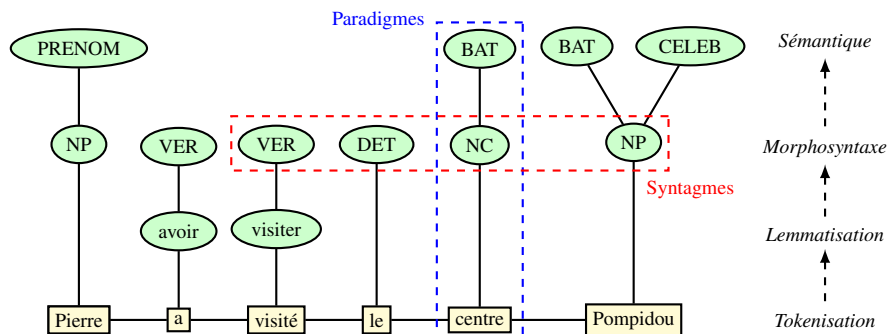 Paradigmes
PRENOM BAT BAT CELEB Sémantique
NP VER VER DET NC NP Morphosyntaxe
Syntagmes
avoir visiter Lemmatisation
Pierre a visité le centre Pompidou Tokenisation